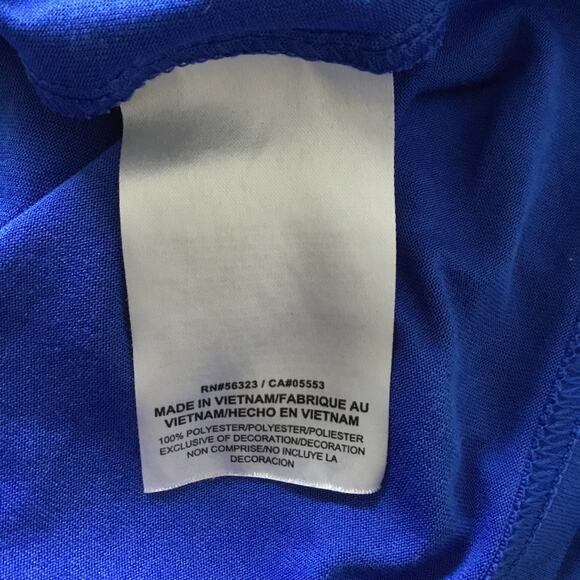 RN#56323 / CA#05553
MADE IN VIETNAM/FABRIQUE AU
VIETNAM/HECHO EN VIETNAM
100% POLYESTER/POLYESTER/POLIESTER
EXCLUSIVE OF DECORATION/DECORATION
NON COMPRISE/NO INCLUYE LA
DECORACION